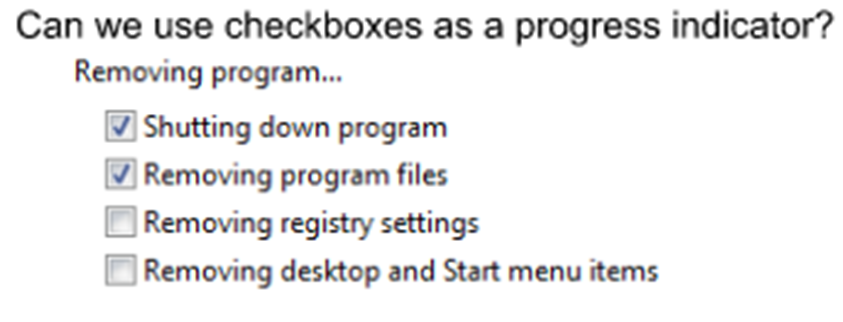 Can we use checkboxes as a progress indicator?
Removing program...
Shutting down program
Removing program files
Removing registry settings
Removing desktop and Start menu items